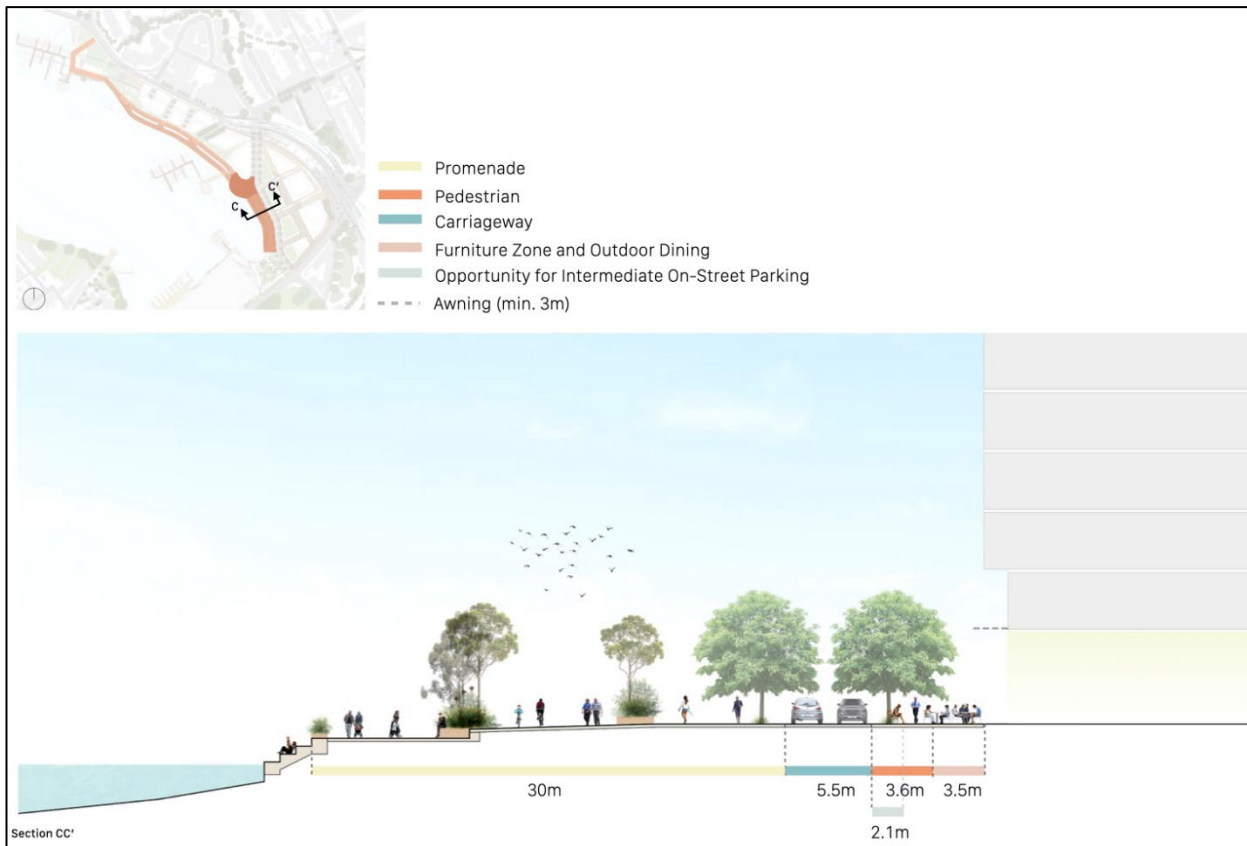 C
C'
Promenade
Pedestrian
Carriageway
Furniture Zone and Outdoor Dining
Opportunity for Intermediate On-Street Parking
Awning (min. 3m)
30m
5.5m
3.6m
3.5m
2.1m
Section CC'